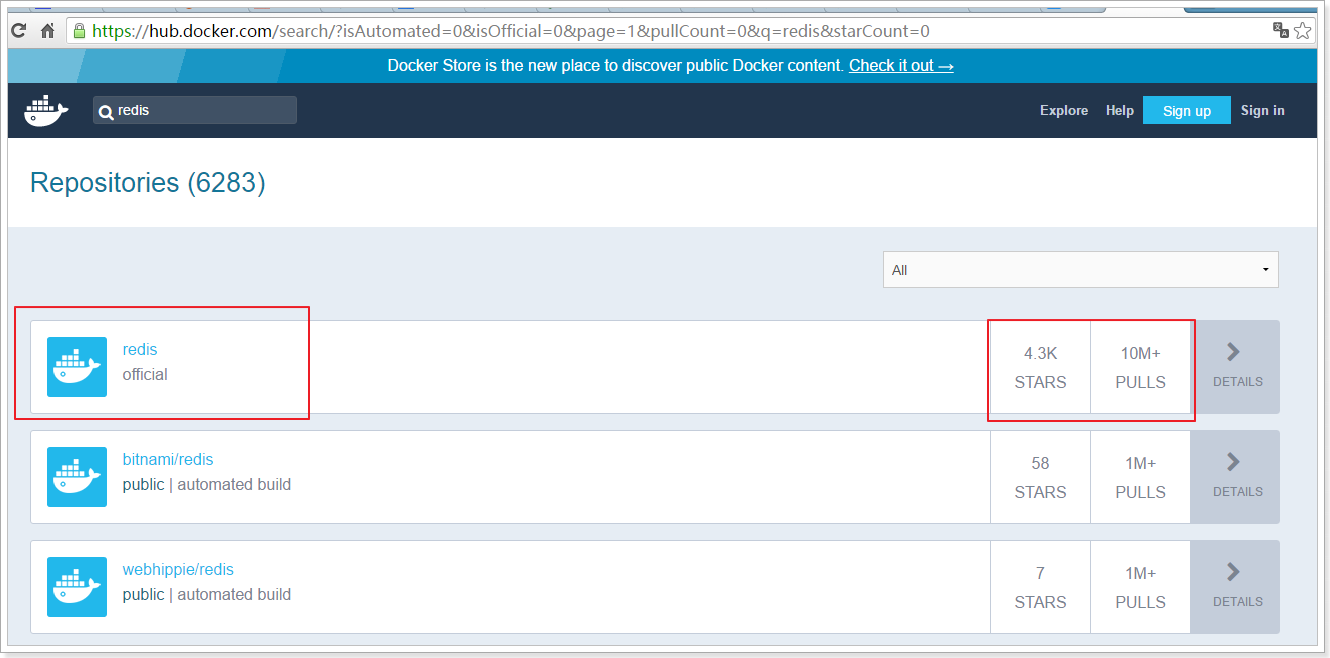 https://hub.docker.com/search/?isAutomated=0&isOfficial=0&page=1&pullCount=0&q=redis&starCount=0
Docker Store is the new place to discover public Docker content. Check it out →
redis
Explore Help Sign up Sign in
Repositories (6283)
All
redis
official
4.3K
STARS
10M+
PULLS
DETAILS
bitnami/redis
public | automated build
58
STARS
1M+
PULLS
DETAILS
webhippie/redis
public | automated build
7
STARS
1M+
PULLS
DETAILS